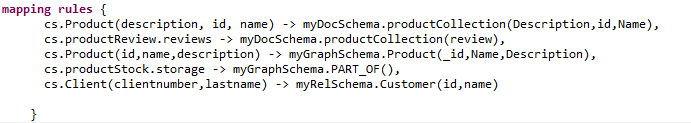 mapping rules {
cs.Product(description, id, name) -> myDocSchema.productCollection(Description,id,Name),
cs.productReview.reviews -> myDocSchema.productCollection(review),
cs.Product(id,name,description) -> myGraphSchema.Product(_id,Name,Description),
cs.productStock.storage -> myGraphSchema.PART_OF(),
cs.Client(clientnumber,lastname) -> myRelSchema.Customer(id,name)
}